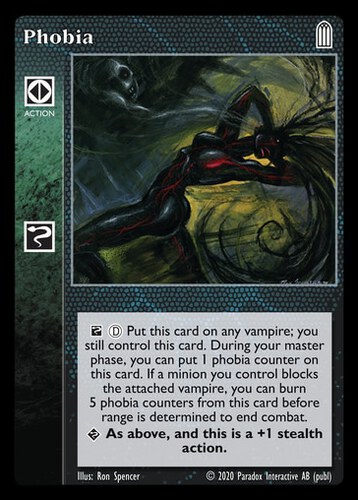 Phobia
ACTION
Ⓓ Put this card on any vampire; you
still control this card. During your master
phase, you can put 1 phobia counter on
this card. If a minion you control blocks
the attached vampire, you can burn
5 phobia counters from this card before
range is determined to end combat.
As above, and this is a +1 stealth
action.
Illus: Ron Spencer © 2020 Paradox Interactive AB (publ)